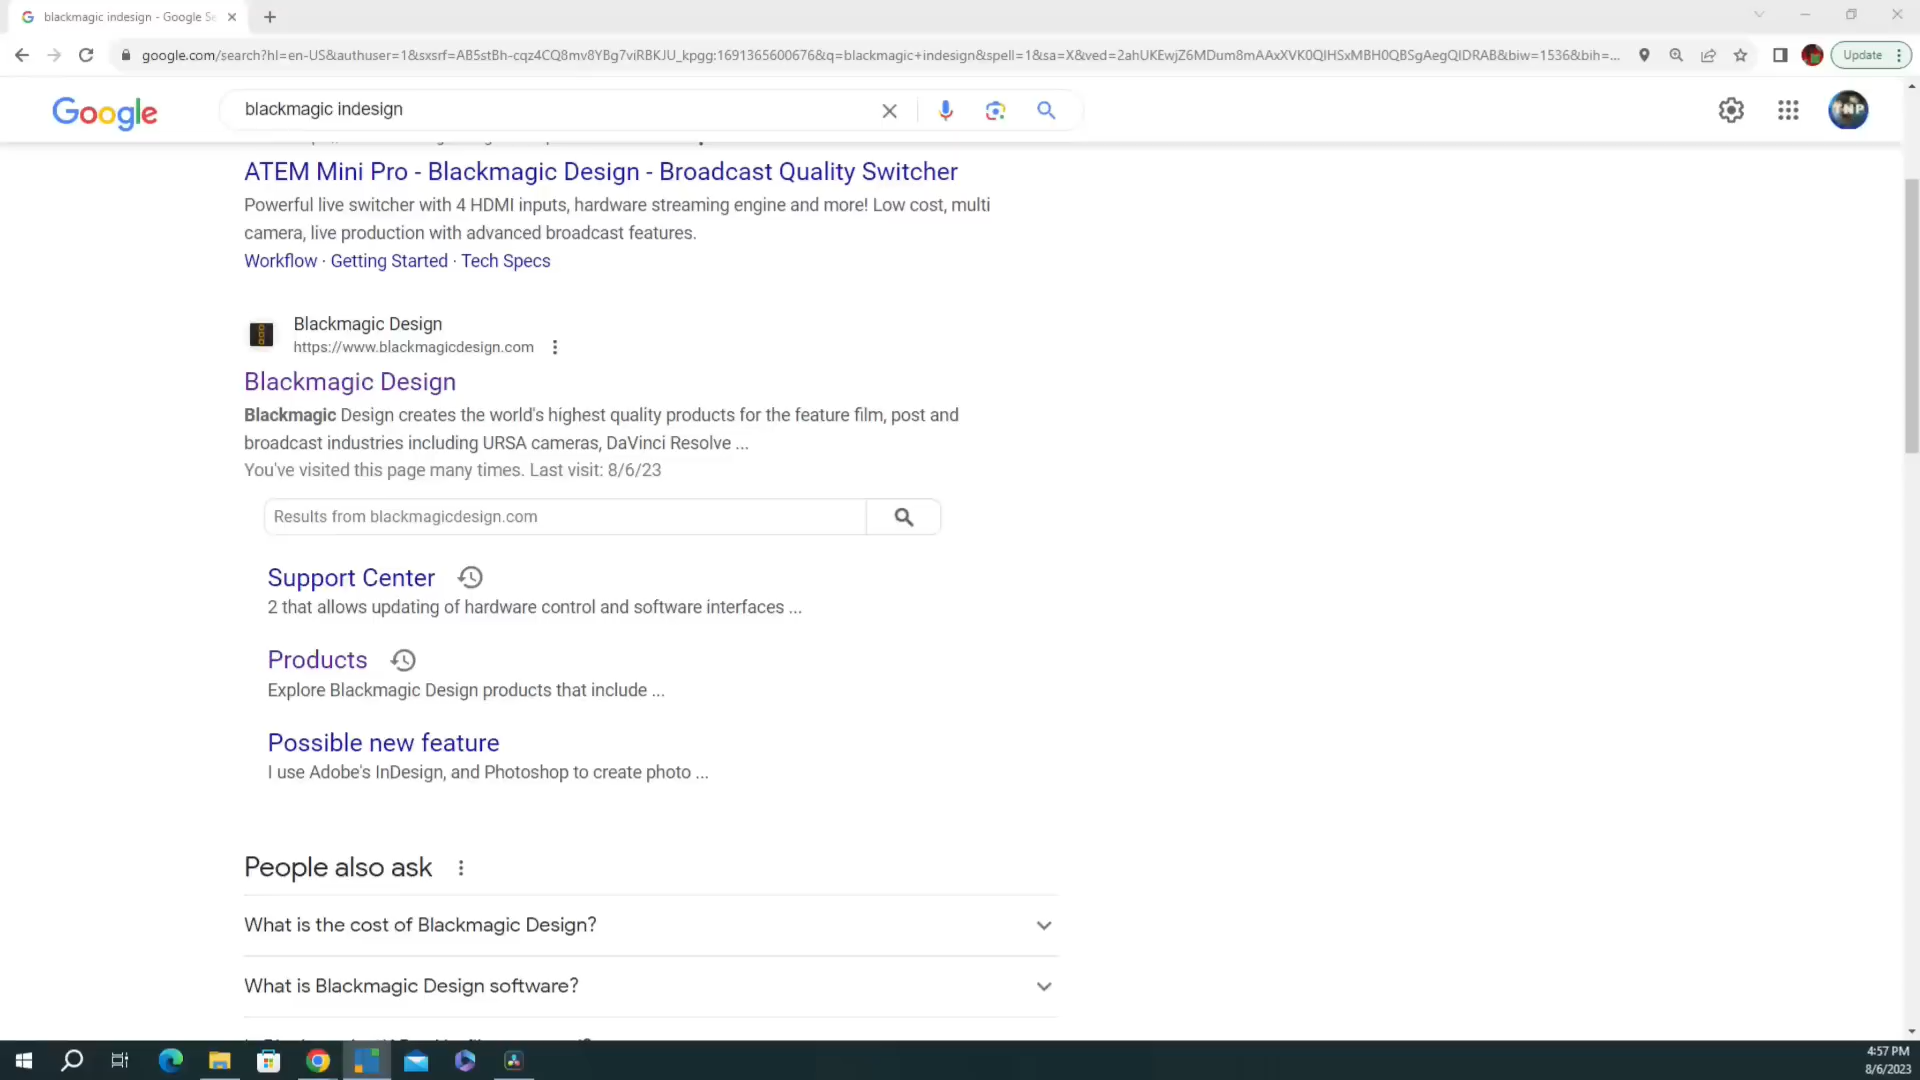 blackmagic indesign - Google Se
google.com/search?hl=en-US&authuser=1&sxsrf=AB5stBh-cqz4CQ8mv8YBg7viRBKJU_kpgg:1691365600676&q=blackmagic+indesign&spell=1&sa=X&ved=2ahUKEwjZ6MDum8mAAxXVK0QIHSxMBH0QBSgAegQIDRAB&biw=1536&bih=...
Update
Google
blackmagic indesign
TNP
ATEM Mini Pro - Blackmagic Design - Broadcast Quality Switcher
Powerful live switcher with 4 HDMI inputs, hardware streaming engine and more! Low cost, multi
camera, live production with advanced broadcast features.
Workflow · Getting Started · Tech Specs
Blackmagic Design
https://www.blackmagicdesign.com
Blackmagic Design
Blackmagic Design creates the world's highest quality products for the feature film, post and
broadcast industries including URSA cameras, DaVinci Resolve ...
You've visited this page many times. Last visit: 8/6/23
Results from blackmagicdesign.com
Support Center
2 that allows updating of hardware control and software interfaces ...
Products
Explore Blackmagic Design products that include ...
Possible new feature
I use Adobe's InDesign, and Photoshop to create photo ...
People also ask
What is the cost of Blackmagic Design?
What is Blackmagic Design software?
4:57 PM
8/6/2023